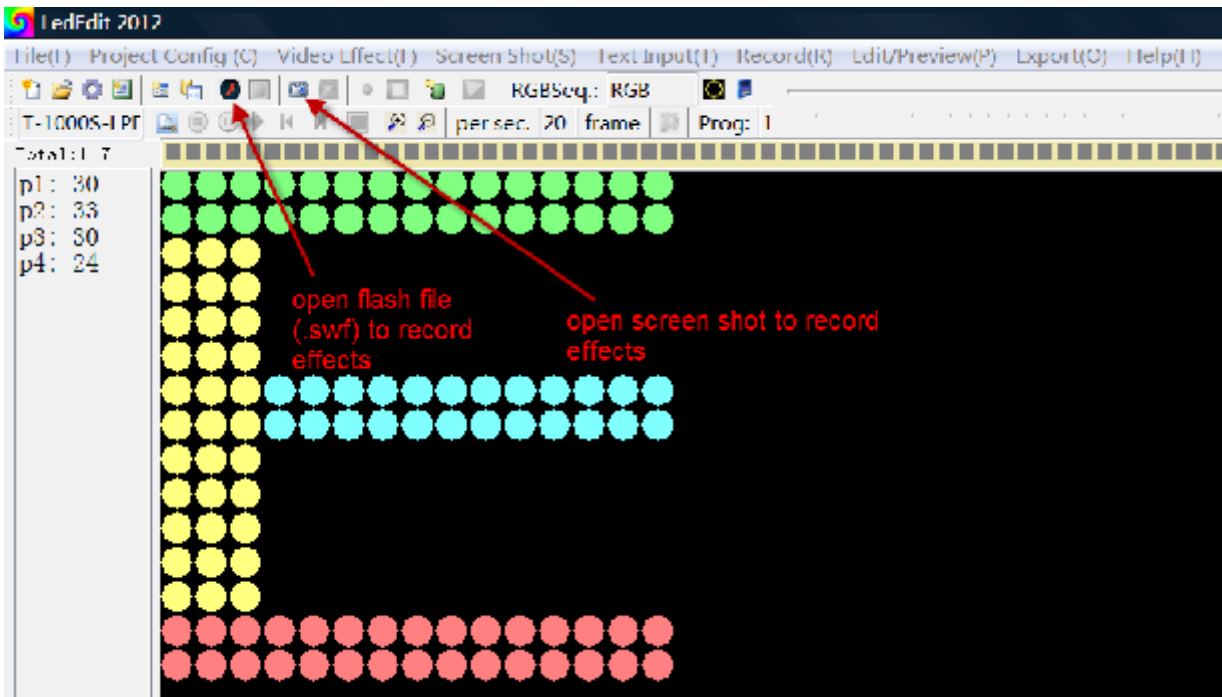 LedEdit 2012
File(F) Project Config (C) Video Effect(F) Screen Shot(S) Text Input(T) Record(R) Edit/Preview(P) Export(O) Help(H)
RGBSeq.: RGB
per sec. 20 frame Prog: 1
p1: 30
p2: 33
p3: 30
p4: 24
open flash file
(.swf) to record
effects
open screen shot to record
effects